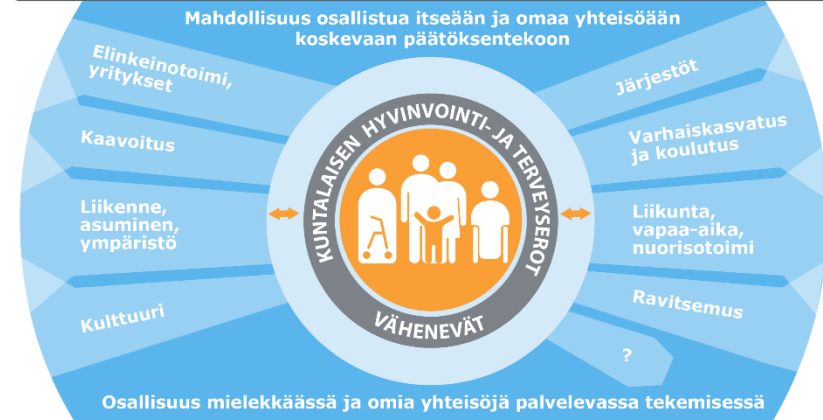 Mahdollisuus osallistua itseään ja omaa yhteisöään
koskevaan päätöksentekoon
Elinkeinotoimi,
yritykset
Kaavoitus
Liikenne,
asuminen,
ympäristö
Kulttuuri
KUNTALAISEN HYVINVOINTI- JA TERVEYSEROT
VÄHENEVÄT
Järjestöt
Varhaiskasvatus
ja koulutus
Liikunta,
vapaa-aika,
nuorisotoimi
Ravitsemus
?
Osallisuus mielekkäässä ja omia yhteisöjä palvelevassa tekemisessä